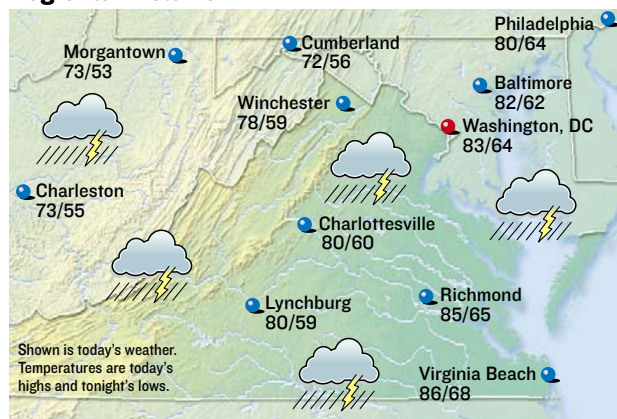 Philadelphia
80/64
Morgantown
73/53
Cumberland
72/56
Baltimore
82/62
Winchester
78/59
Washington, DC
83/64
Charleston
73/55
Charlottesville
80/60
Lynchburg
80/59
Richmond
85/65
Shown is today's weather.
Temperatures are today's
highs and tonight's lows.
Virginia Beach
86/68